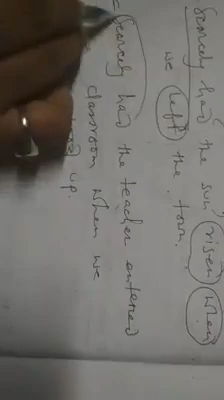 Scarcely had the sun risen when
we left the town.
Scarcely had the teacher entered
classroom when we
up.